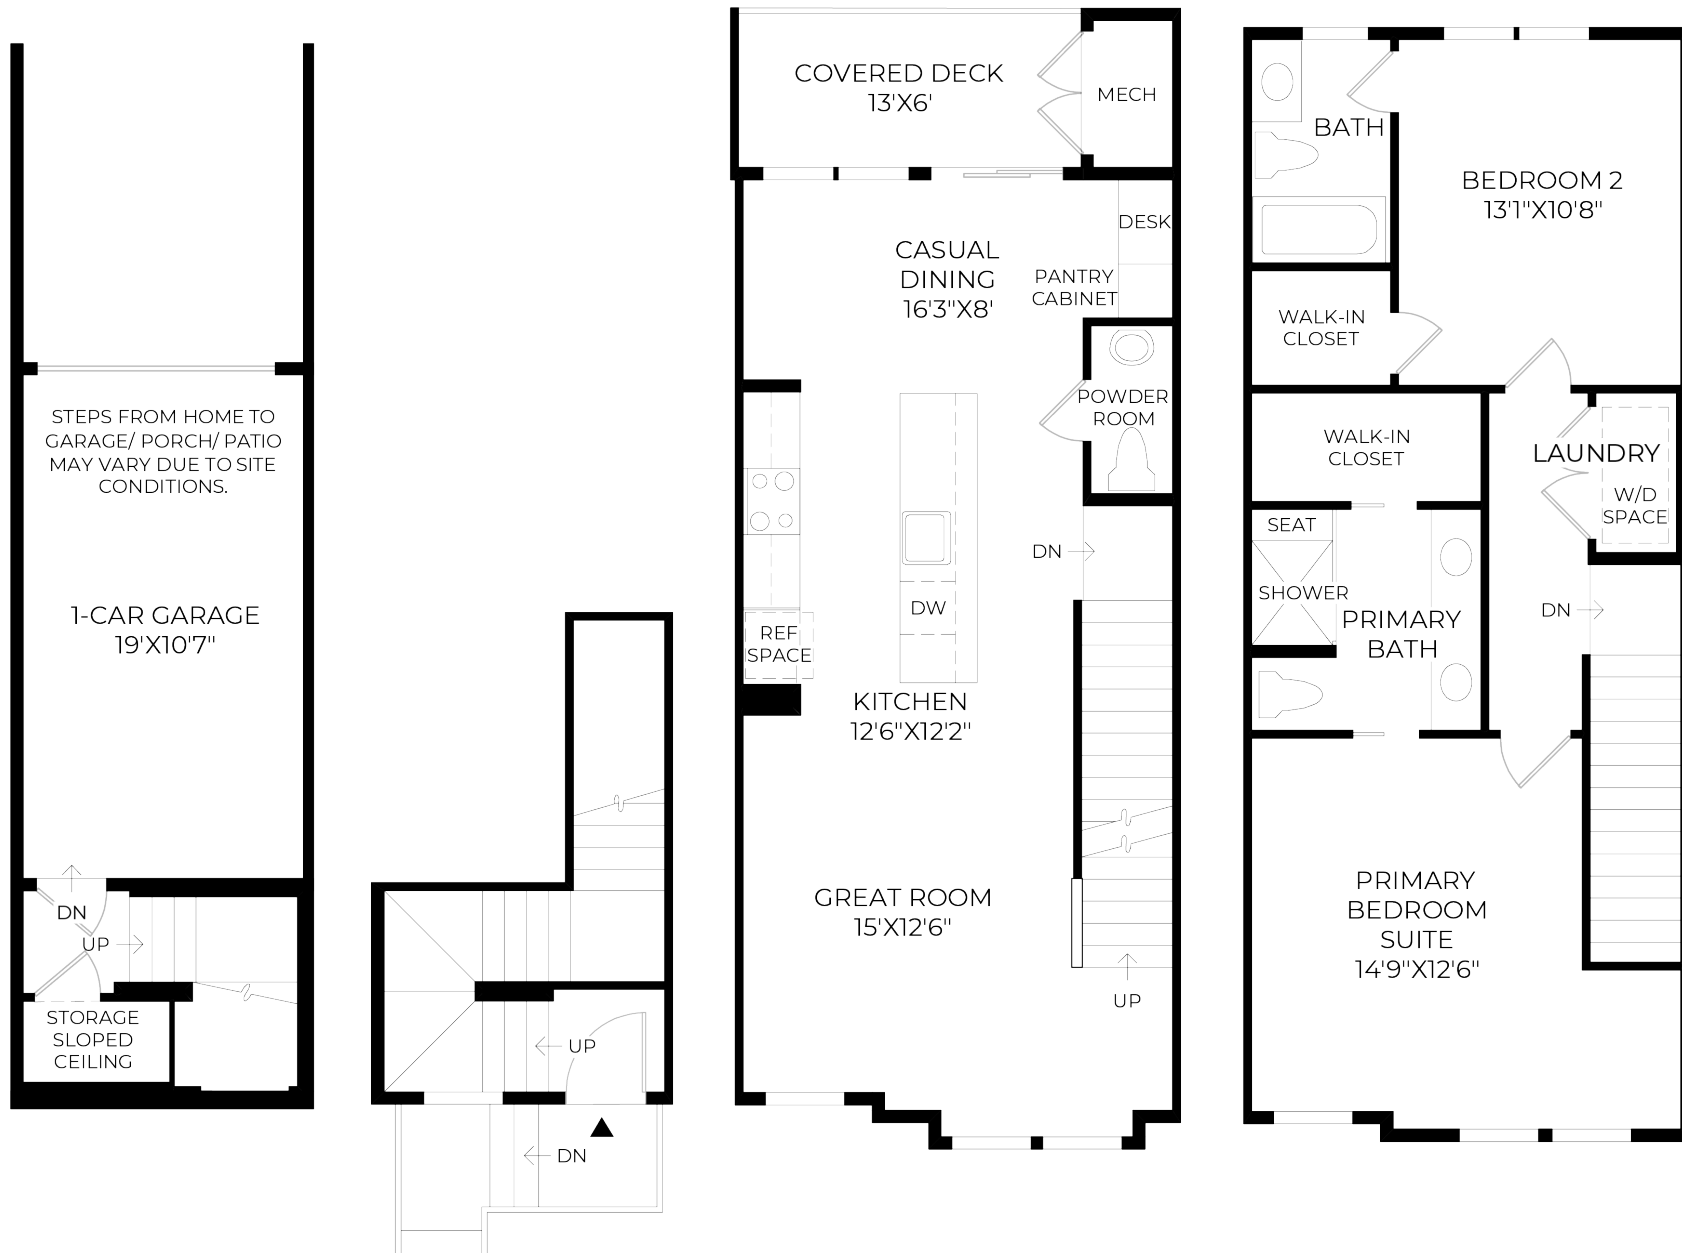 STEPS FROM HOME TO
GARAGE/ PORCH/ PATIO
MAY VARY DUE TO SITE
CONDITIONS.
1-CAR GARAGE
19'X10'7"
DN
UP
STORAGE
SLOPED
CEILING
UP
DN
COVERED DECK
13'X6'
MECH
DESK
CASUAL
DINING
16'3"X8'
PANTRY
CABINET
POWDER
ROOM
DN
DW
REF
SPACE
KITCHEN
12'6"X12'2"
GREAT ROOM
15'X12'6"
UP
BATH
BEDROOM 2
13'1"X10'8"
WALK-IN
CLOSET
WALK-IN
CLOSET
LAUNDRY
W/D
SPACE
SEAT
SHOWER
PRIMARY
BATH
DN
PRIMARY
BEDROOM
SUITE
14'9"X12'6"